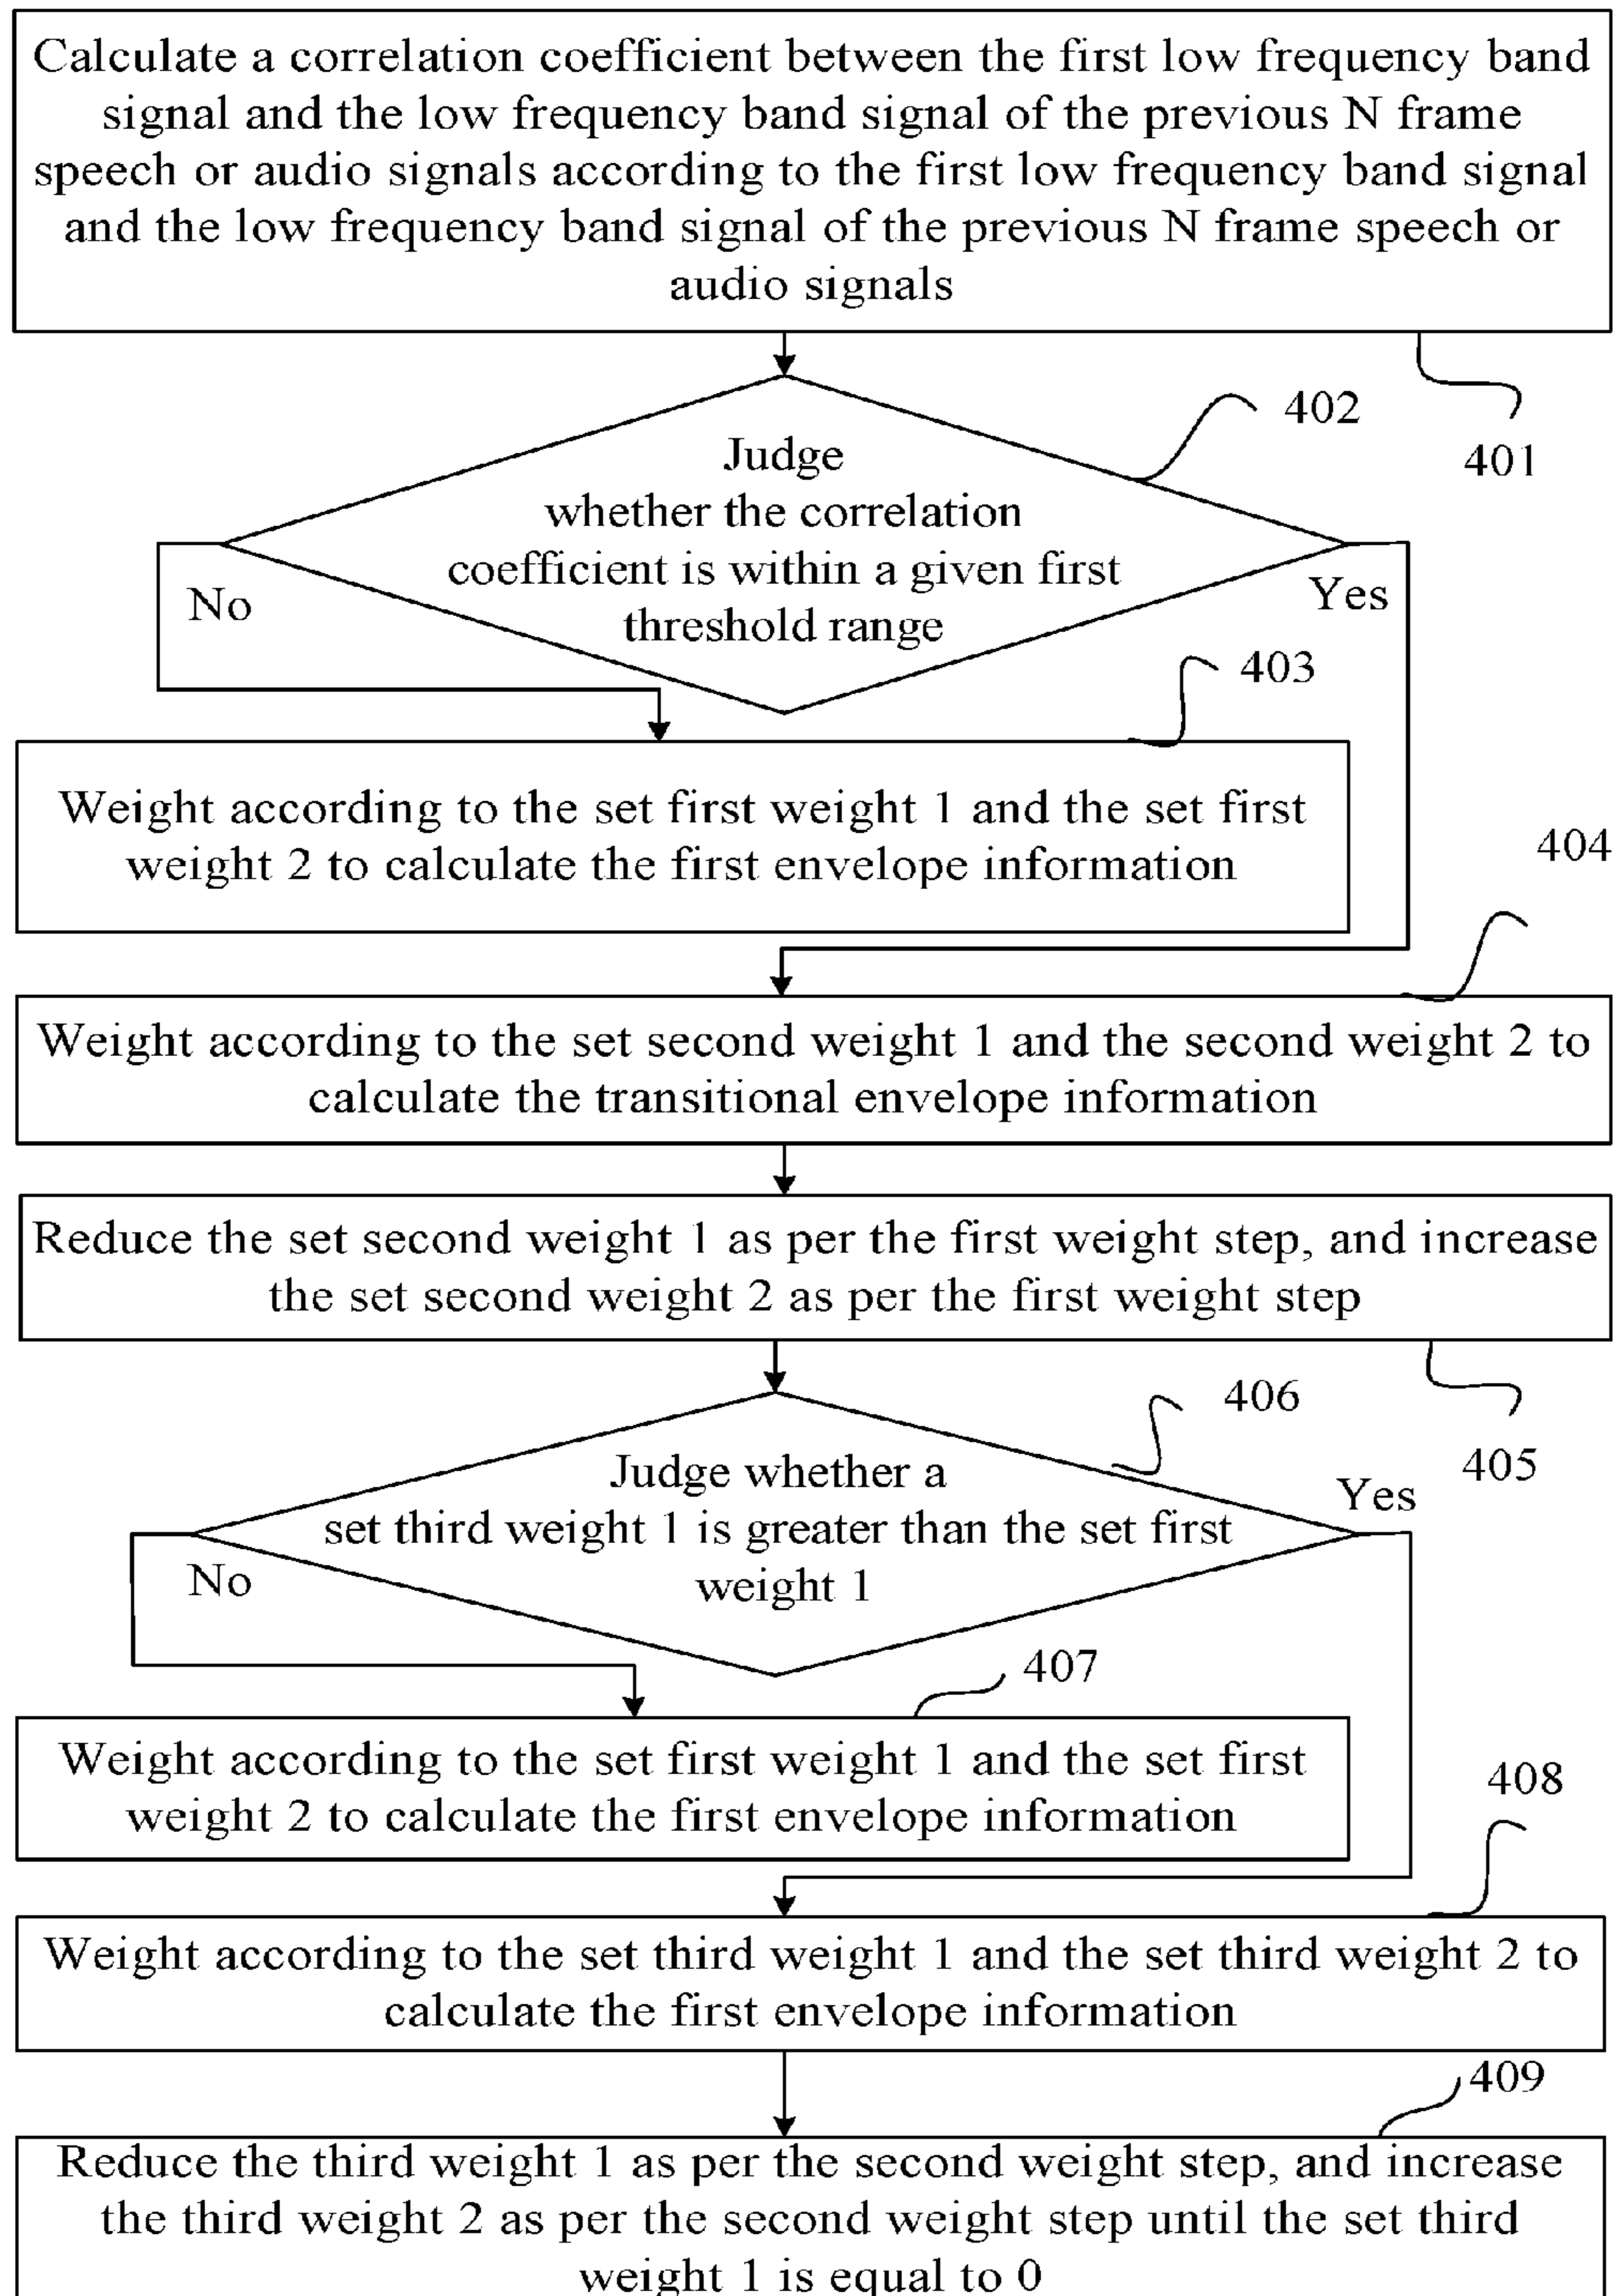 Calculate a correlation coefficient between the first low frequency band
signal and the low frequency band signal of the previous N frame
speech or audio signals according to the first low frequency band signal
and the low frequency band signal of the previous N frame speech or
audio signals
401
402
Judge
whether the correlation
coefficient is within a given first
threshold range
No
Yes
403
Weight according to the set first weight 1 and the set first
weight 2 to calculate the first envelope information
404
Weight according to the set second weight 1 and the second weight 2 to
calculate the transitional envelope information
Reduce the set second weight 1 as per the first weight step, and increase
the set second weight 2 as per the first weight step
405
406
Judge whether a
set third weight 1 is greater than the set first
weight 1
No
Yes
407
Weight according to the set first weight 1 and the set first
weight 2 to calculate the first envelope information
408
Weight according to the set third weight 1 and the set third weight 2 to
calculate the first envelope information
409
Reduce the third weight 1 as per the second weight step, and increase
the third weight 2 as per the second weight step until the set third
weight 1 is equal to 0